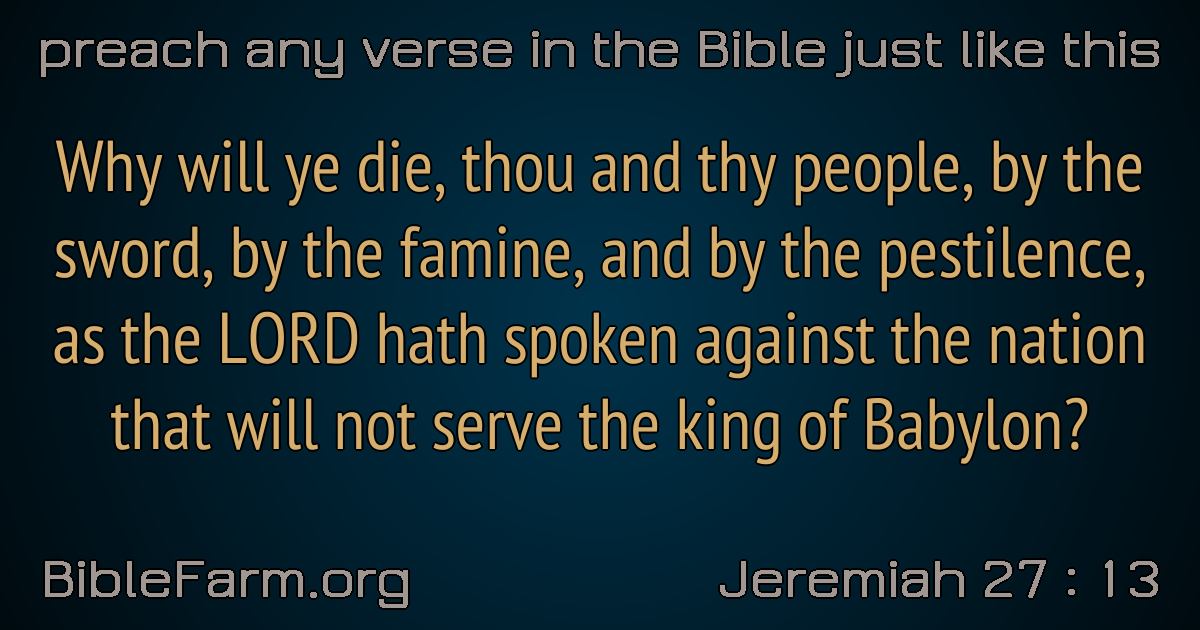 preach any verse in the Bible just like this
Why will ye die, thou and thy people, by the
sword, by the famine, and by the pestilence,
as the LORD hath spoken against the nation
that will not serve the king of Babylon?
BibleFarm.org
Jeremiah 27 : 13